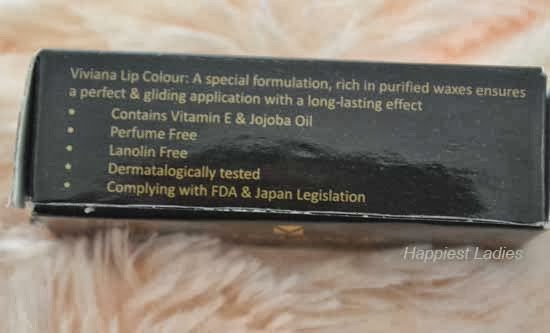 Viviana Lip Colour: A special formulation, rich in purified waxes ensures
a perfect & gliding application with a long-lasting effect
• Contains Vitamin E & Jojoba Oil
• Perfume Free
• Lanolin Free
• Dermatalogically tested
• Complying with FDA & Japan Legislation
Happiest Ladies